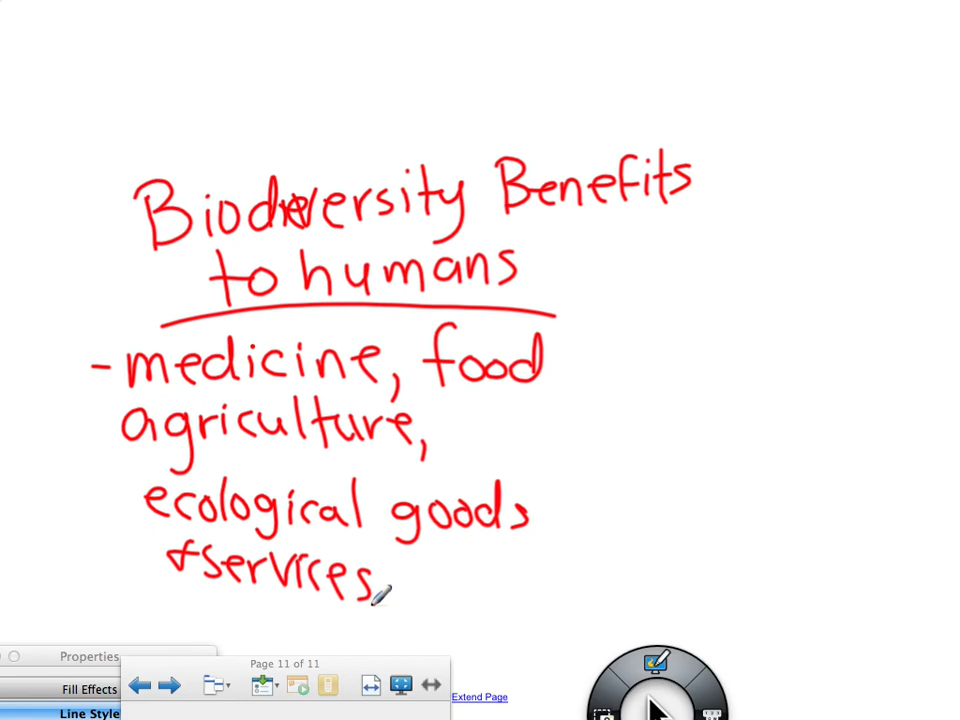 Biodiversity Benefits
to humans
- medicine, food
agriculture,
ecological goods
& services
Properties
Page 11 of 11
Fill Effects
Extend Page
Line Style